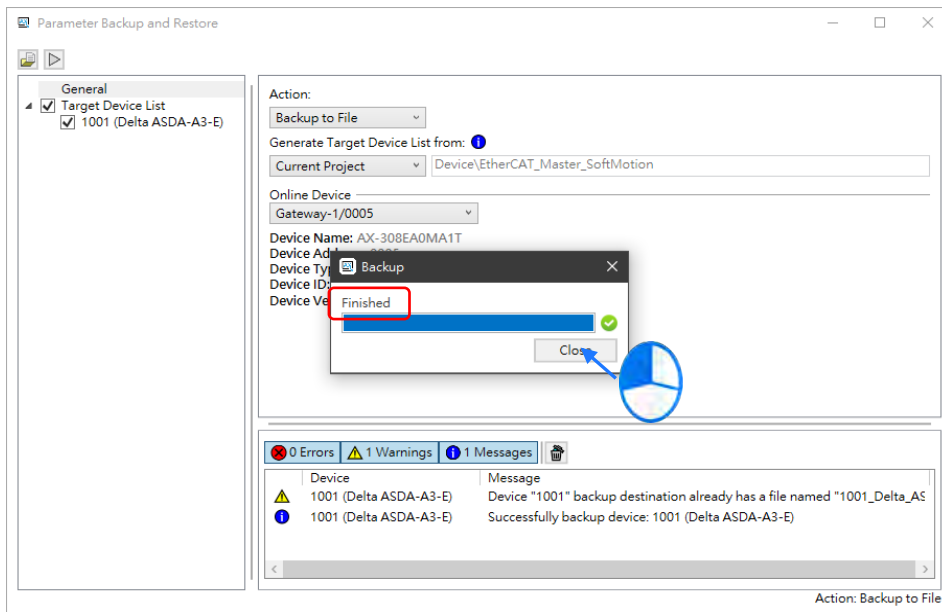 Parameter Backup and Restore
General
Target Device List
1001 (Delta ASDA-A3-E)
Action:
Backup to File
Generate Target Device List from:
Current Project
Device\EtherCAT_Master_SoftMotion
Online Device
Gateway-1/0005
Device Name: AX-308EA0MA1T
Device Ad
Device Ty
Device ID:
Device Ve
Backup
Finished
Close
0 Errors
1 Warnings
1 Messages
Device Message
1001 (Delta ASDA-A3-E) Device "1001" backup destination already has a file named "1001_Delta_AS
1001 (Delta ASDA-A3-E) Successfully backup device: 1001 (Delta ASDA-A3-E)
Action: Backup to File